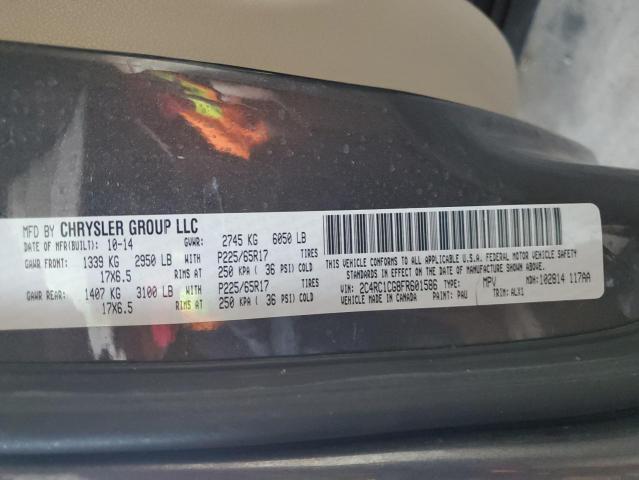 MFD BY CHRYSLER GROUP LLC
DATE OF MFR(BUILT): 10-14 GVWR: 2745 KG 6050 LB
GAWR FRONT: 1339 KG 2950 LB WITH P225/65R17 TIRES
17X6.5 RIMS AT 250 KPA ( 36 PSI) COLD
GAWR REAR: 1407 KG 3100 LB WITH P225/65R17 TIRES
17X6.5 RIMS AT 250 KPA ( 36 PSI) COLD
THIS VEHICLE CONFORMS TO ALL APPLICABLE U.S.A. FEDERAL MOTOR VEHICLE SAFETY
STANDARDS IN EFFECT ON THE DATE OF MANUFACTURE SHOWN ABOVE.
VIN: 2C4RC1CG8FR601586 TYPE: MPV MDH:102814 117AA
VEHICLE MADE IN CANADA PAINT: PAU TRIM: ALX1